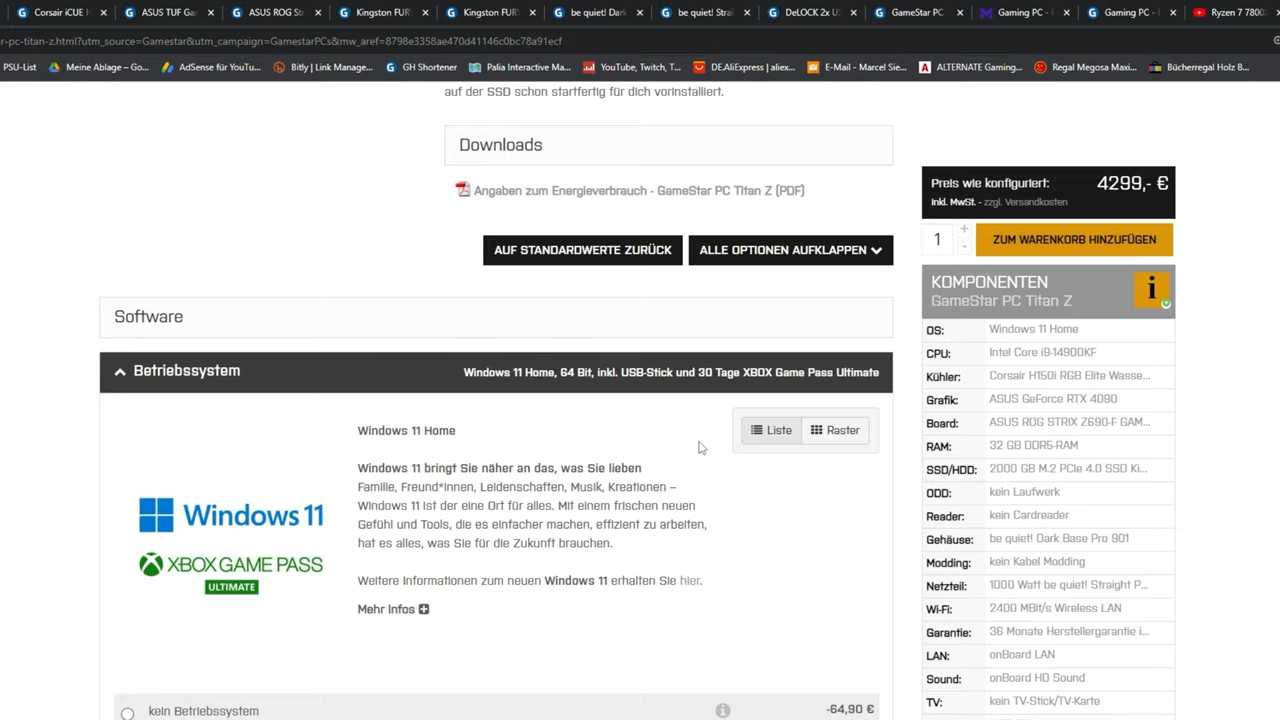 Corsair iCUE H
ASUS TUF Gam
ASUS ROG Str
Kingston FURY
Kingston FURY
be quiet! Dark
be quiet! Strai
DeLOCK 2x U
GameStar PC
Gaming PC -
Gaming PC -
Ryzen 7 7800
r-pc-titan-z.html?utm_source=Gamestar&utm_campaign=GamestarPCs&mw_aref=8798e3358ae470d41146c0bc78a91ecf
PSU-List
Meine Ablage – Go...
AdSense für YouTu...
Bitly | Link Manage...
GH Shortener
Palia Interactive Ma...
YouTube, Twitch, T...
DE.AliExpress | aliex...
E-Mail - Marcel Sie...
ALTERNATE Gaming...
Regal Megosa Maxi...
Bücherregal Holz B...
auf der SSD schon startfertig für dich vorinstalliert.
Downloads
Angaben zum Energieverbrauch - GameStar PC Titan Z (PDF)
AUF STANDARDWERTE ZURÜCK
ALLE OPTIONEN AUFKLAPPEN
Software
Betriebssystem
Windows 11 Home, 64 Bit, inkl. USB-Stick und 30 Tage XBOX Game Pass Ultimate
Liste
Raster
Windows 11 Home
Windows 11 bringt Sie näher an das, was Sie lieben
Familie, Freund*innen, Leidenschaften, Musik, Kreationen –
Windows 11 ist der eine Ort für alles. Mit einem frischen neuen
Gefühl und Tools, die es einfacher machen, effizient zu arbeiten,
hat es alles, was Sie für die Zukunft brauchen.
Weitere Informationen zum neuen Windows 11 erhalten Sie hier.
Mehr Infos
Windows 11
XBOX GAME PASS
ULTIMATE
kein Betriebssystem
-64,90 €
Preis wie konfiguriert: 4299,- €
inkl. MwSt. - zzgl. Versandkosten
1
+
-
ZUM WARENKORB HINZUFÜGEN
KOMPONENTEN
GameStar PC Titan Z
i
OS: Windows 11 Home
CPU: Intel Core i9-14900KF
Kühler: Corsair H150i RGB Elite Wasse...
Grafik: ASUS GeForce RTX 4090
Board: ASUS ROG STRIX Z690-F GAM...
RAM: 32 GB DDR5-RAM
SSD/HDD: 2000 GB M.2 PCIe 4.0 SSD Ki...
ODD: kein Laufwerk
Reader: kein Cardreader
Gehäuse: be quiet! Dark Base Pro 901
Modding: kein Kabel Modding
Netzteil: 1000 Watt be quiet! Straight P...
Wi-Fi: 2400 MBit/s Wireless LAN
Garantie: 36 Monate Herstellergarantie i...
LAN: onBoard LAN
Sound: onBoard HD Sound
TV: kein TV-Stick/TV-Karte